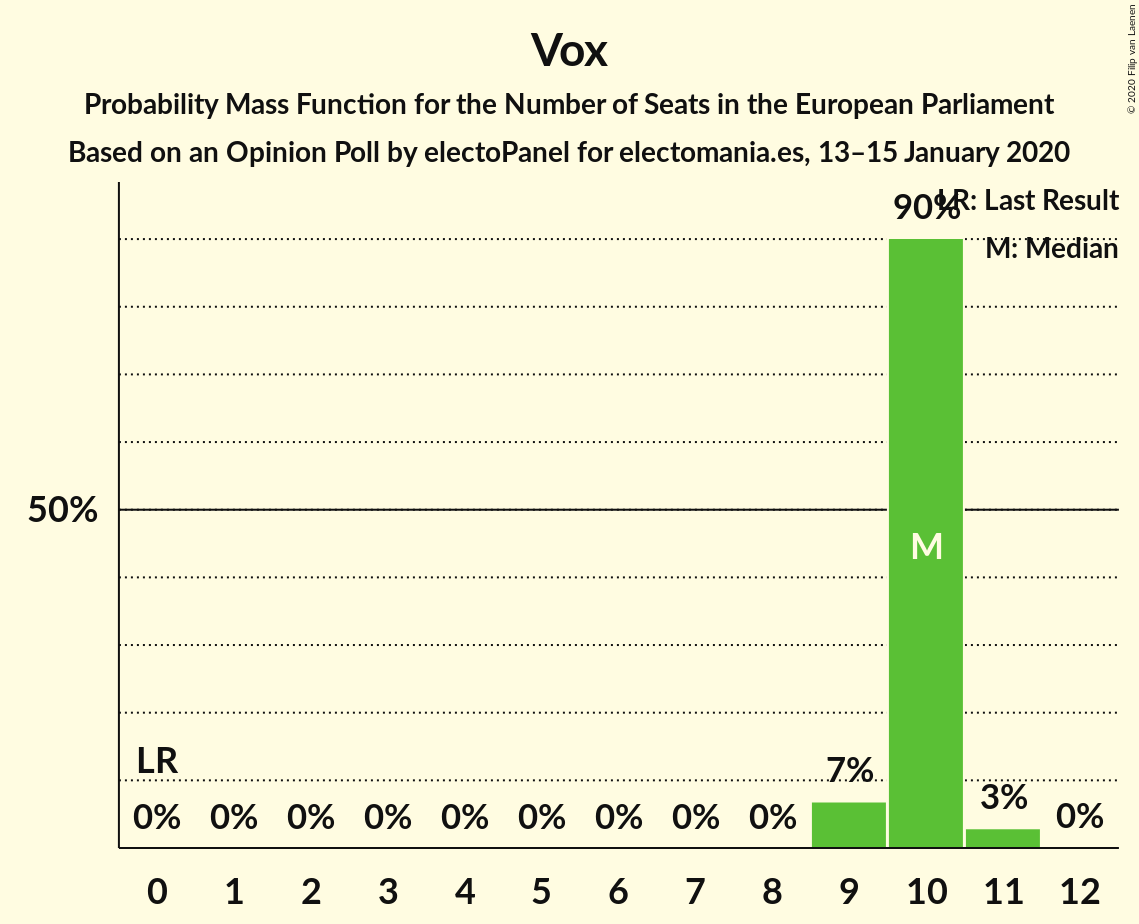 Vox
Probability Mass Function for the Number of Seats in the European Parliament
Based on an Opinion Poll by electoPanel for electomania.es, 13–15 January 2020
© 2020 Filip van Laenen
LR: Last Result
M: Median
90%
50%
M
LR
0% 0% 0% 0% 0% 0% 0% 0% 0% 7% 3% 0%
0 1 2 3 4 5 6 7 8 9 10 11 12